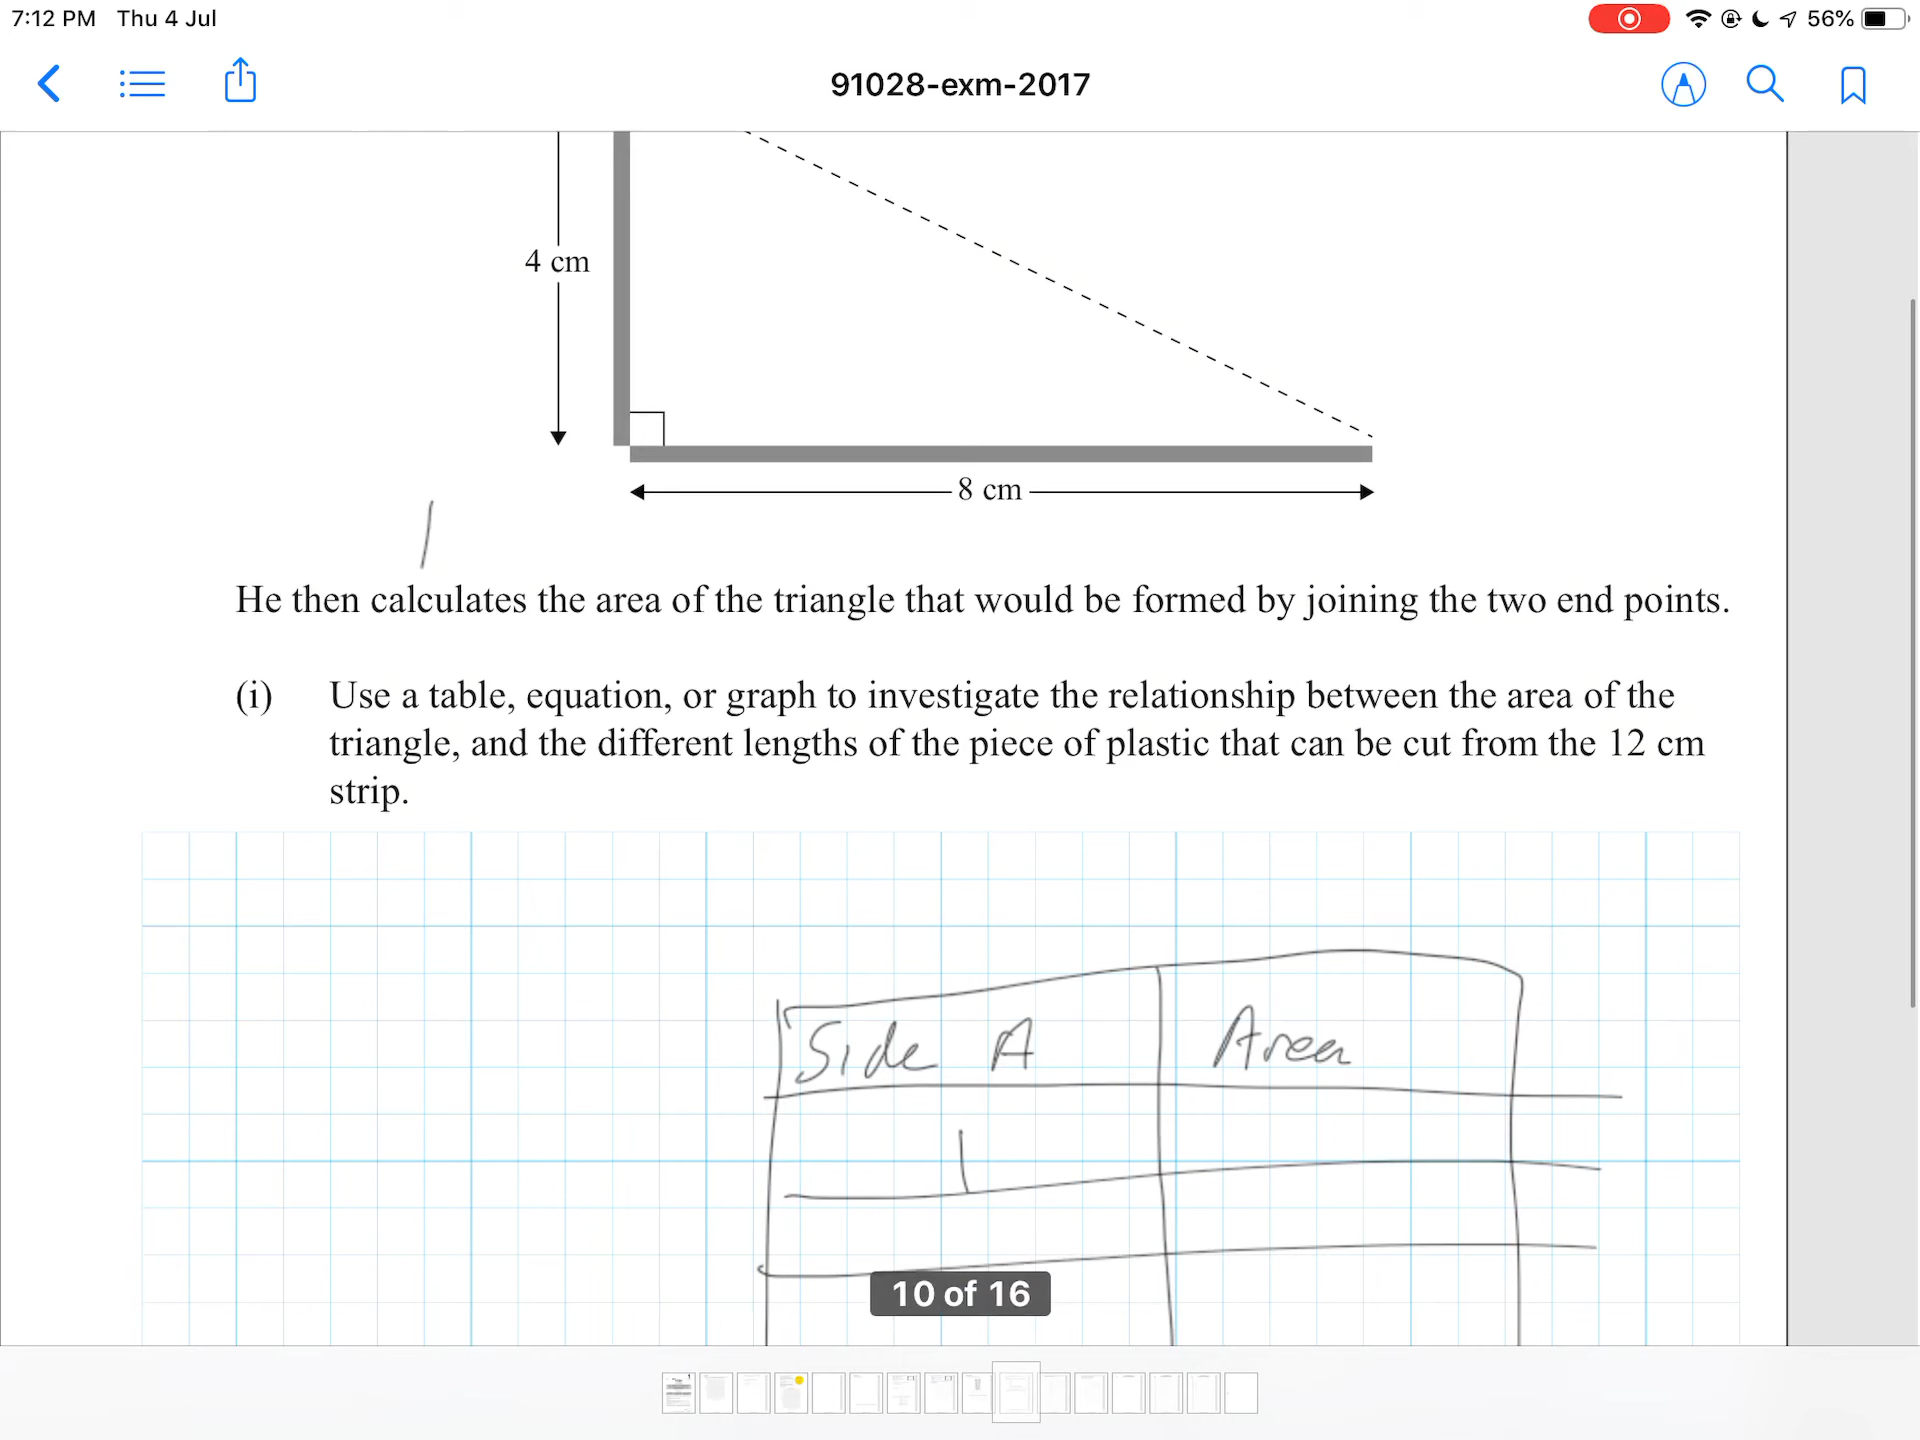 7:12 PM Thu 4 Jul
56%
91028-exm-2017
4 cm
8 cm
He then calculates the area of the triangle that would be formed by joining the two end points.
(i) Use a table, equation, or graph to investigate the relationship between the area of the
triangle, and the different lengths of the piece of plastic that can be cut from the 12 cm
strip.
Side A Area
1
10 of 16